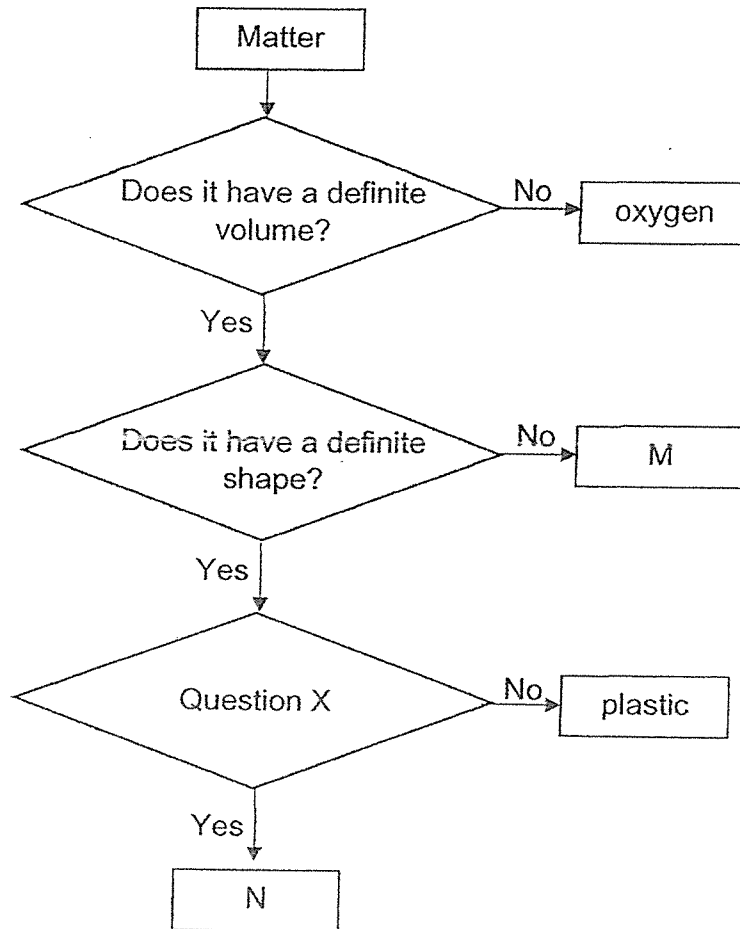 Matter
Does it have a definite
volume?
No
oxygen
Yes
Does it have a definite
shape?
No
M
Yes
Question X
No
plastic
Yes
N